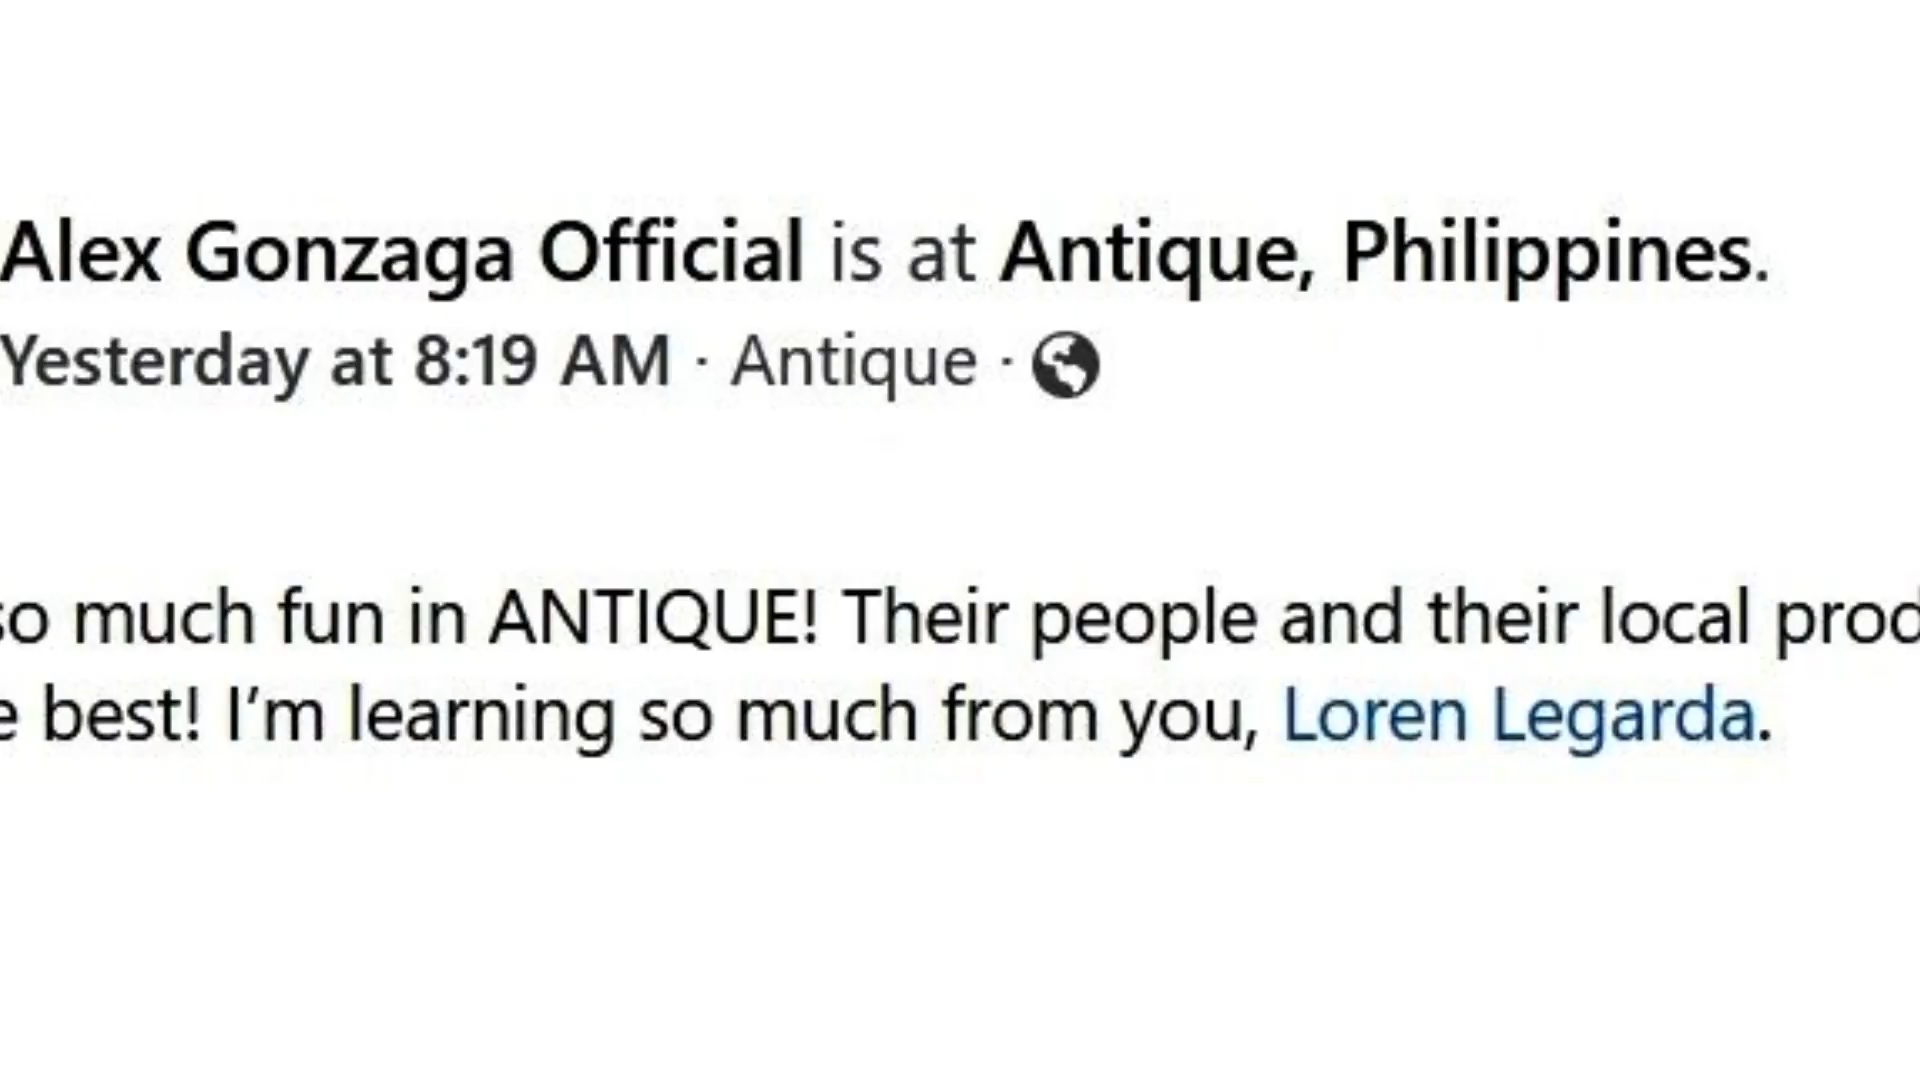 Alex Gonzaga Official is at Antique, Philippines.
Yesterday at 8:19 AM · Antique ·
so much fun in ANTIQUE! Their people and their local prod
e best! I’m learning so much from you, Loren Legarda.